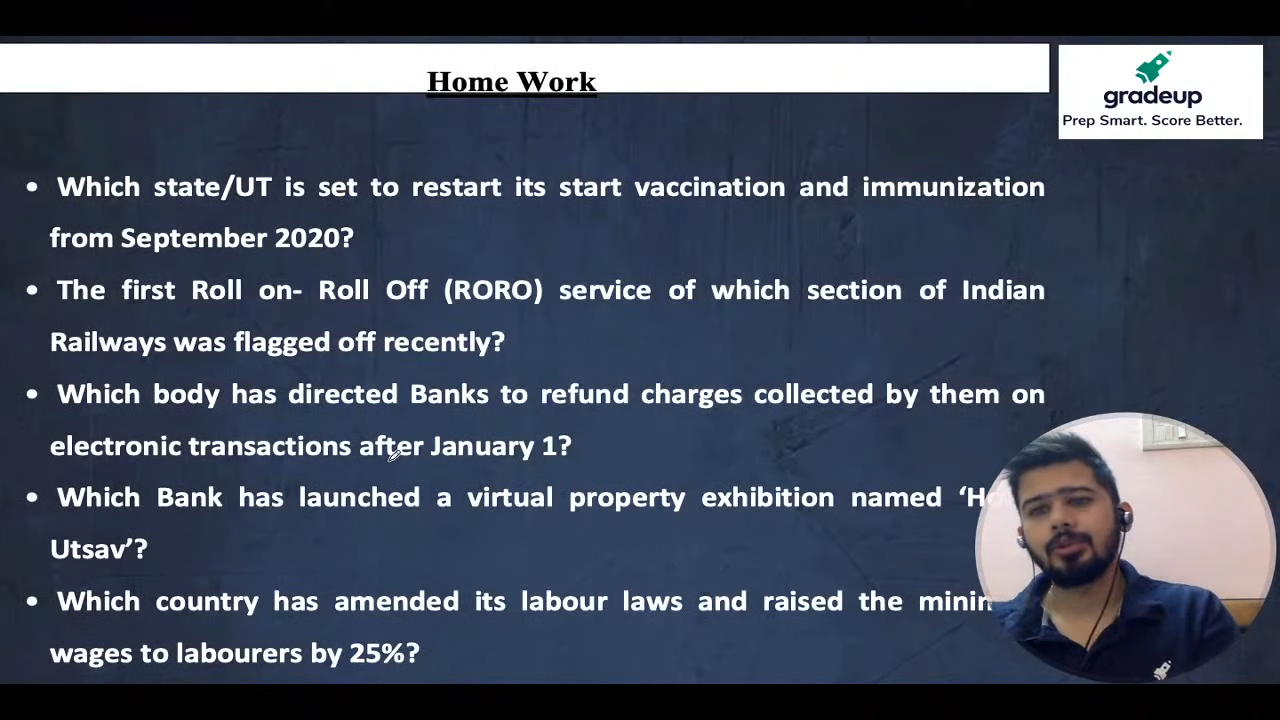 Home Work
gradeup
Prep Smart. Score Better.
• Which state/UT is set to restart its start vaccination and immunization
from September 2020?
• The first Roll on- Roll Off (RORO) service of which section of Indian
Railways was flagged off recently?
• Which body has directed Banks to refund charges collected by them on
electronic transactions after January 1?
• Which Bank has launched a virtual property exhibition named
Utsav’?
• Which country has amended its labour laws and raised the
wages to labourers by 25%?